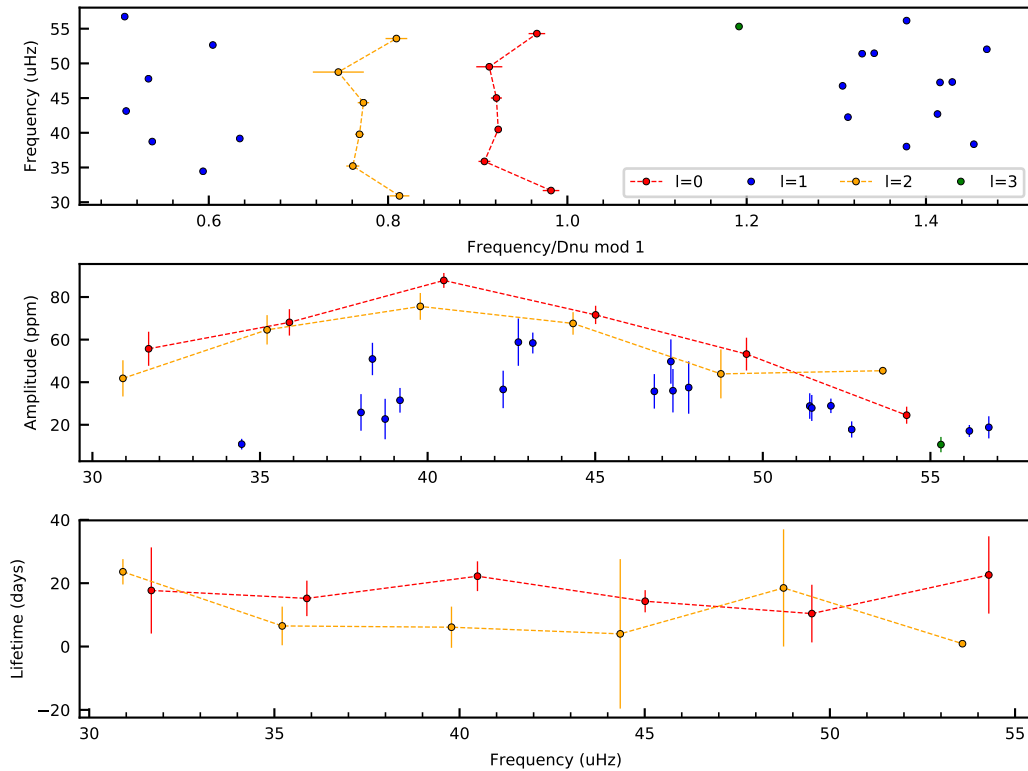 55
50
45
40
35
30
Frequency (uHz)
l=0 l=1 l=2 l=3
0.6 0.8 1.0 1.2 1.4
Frequency/Dnu mod 1
80
60
40
20
Amplitude (ppm)
30 35 40 45 50 55
40
20
0
−20
Lifetime (days)
30 35 40 45 50 55
Frequency (uHz)